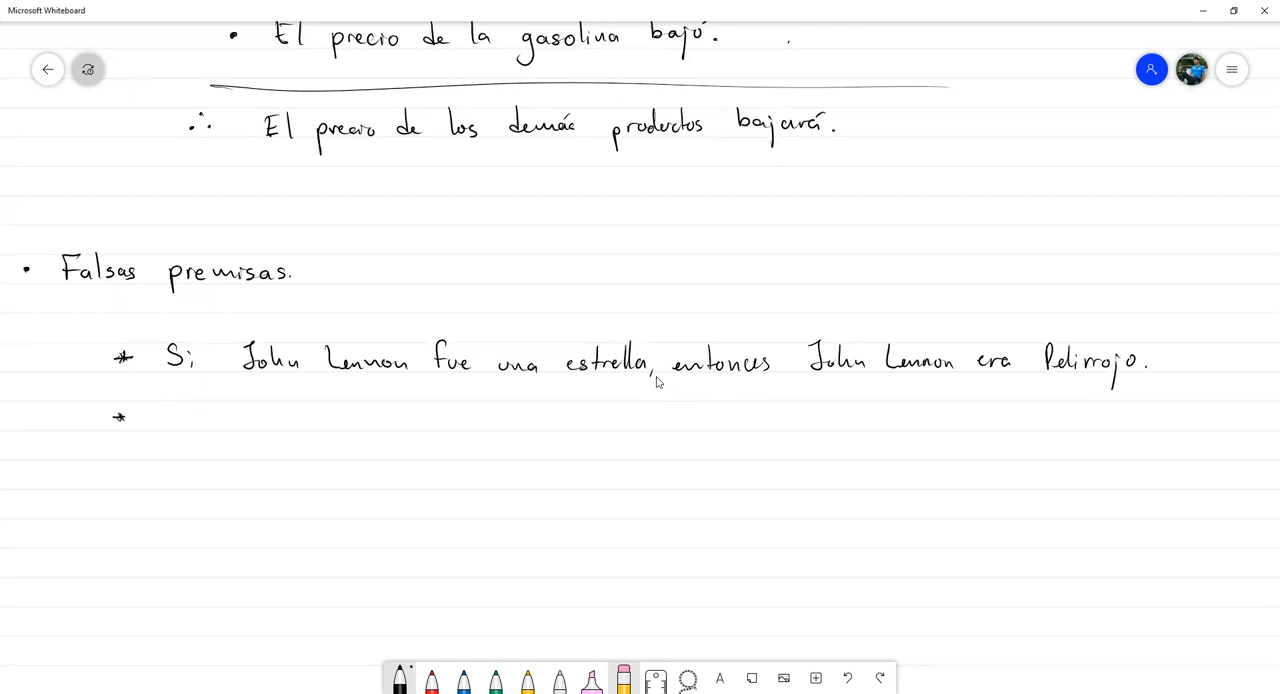 Microsoft Whiteboard
• El precio de la gasolina bajó.
∴ El precio de los demás productos bajará.
• Falsas premisas.
* Si John Lennon fue una estrella, entonces John Lennon era Pelirrojo.
*
A